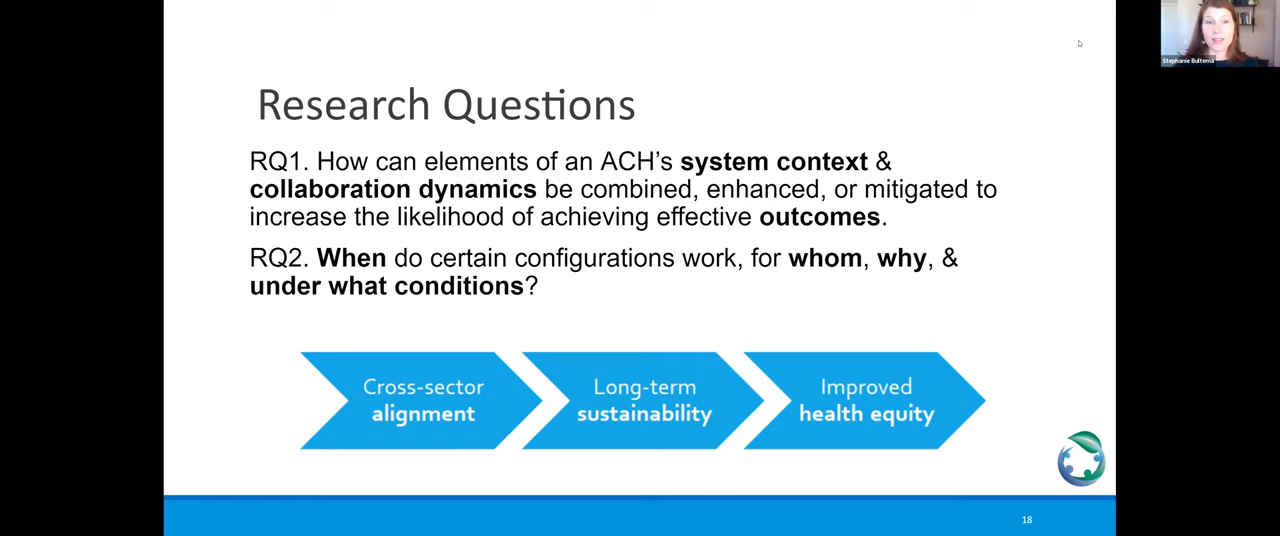 Stephanie Bultema
Research Questions
RQ1. How can elements of an ACH's system context &
collaboration dynamics be combined, enhanced, or mitigated to
increase the likelihood of achieving effective outcomes.
RQ2. When do certain configurations work, for whom, why, &
under what conditions?
Cross-sector
alignment
Long-term
sustainability
Improved
health equity
18